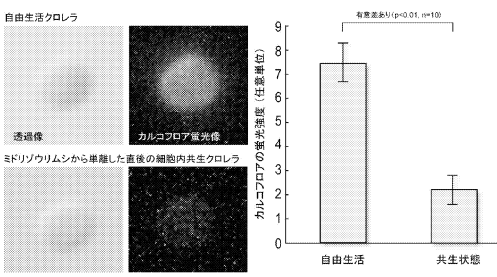 自由生活クロレラ
透過像
カルコフロア蛍光像
ミドリゾウリムシから単離した直後の細胞内共生クロレラ
有意差あり(p<0.01, n=10)
カルコフロアの蛍光強度(任意単位)
9
8
7
6
5
4
3
2
1
0
自由生活
共生状態